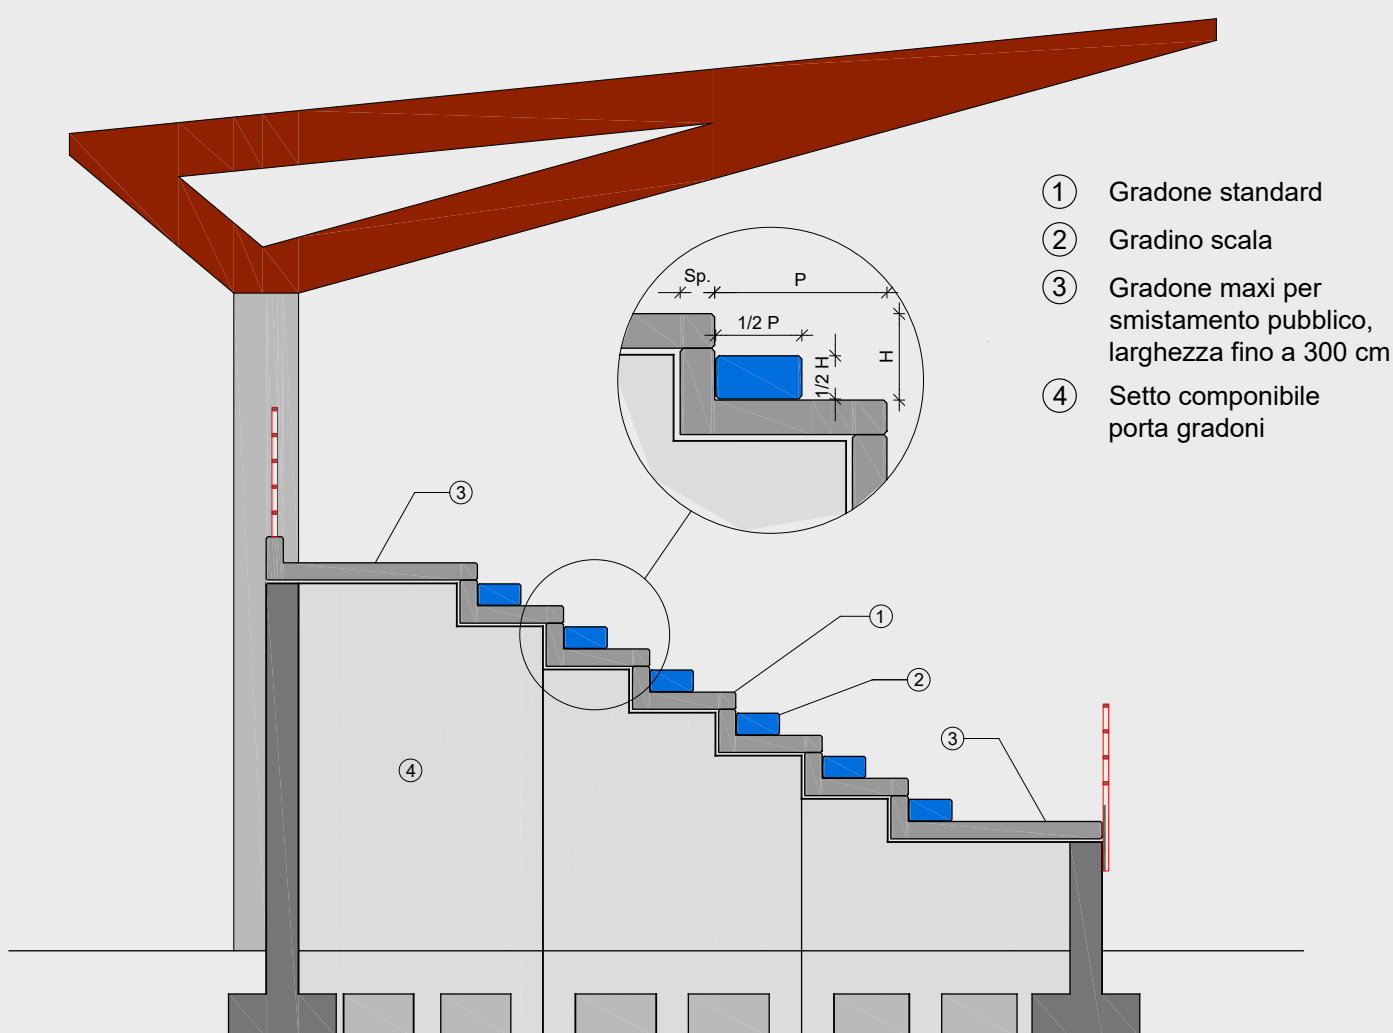 ① Gradone standard
② Gradino scala
③ Gradone maxi per
smistamento pubblico,
larghezza fino a 300 cm
④ Setto componibile
porta gradoni
Sp.
P
1/2 P
1/2 H
H
③
①
②
③
④